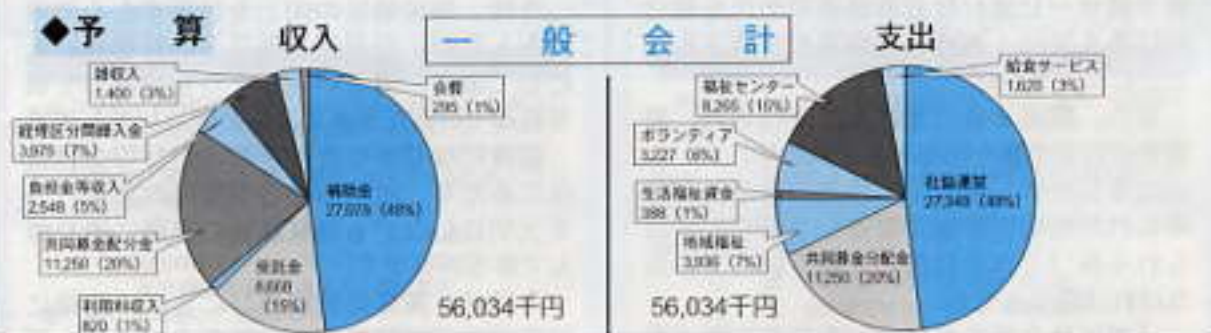 ◆予　算
収入
一般会計
支出
雑収入
1,400 (3%)
会費
295 (1%)
経理区分間繰入金
3,975 (7%)
負担金等収入
2,548 (5%)
共同募金配分金
11,250 (20%)
利用料収入
820 (1%)
受託金
8,668
(15%)
補助金
27,078 (48%)
56,034千円
給食サービス
1,620 (3%)
福祉センター
8,265 (15%)
ボランティア
3,227 (6%)
生活福祉資金
388 (1%)
地域福祉
3,936 (7%)
共同募金分配金
11,250 (20%)
社協運営
27,348 (48%)
56,034千円